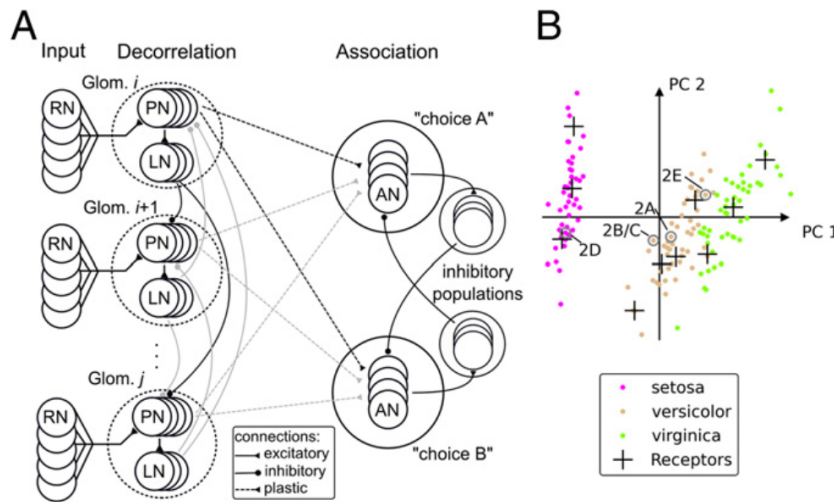 A
Input
Decorrelation
Association
Glom. i
RN
PN
LN
Glom. i+1
RN
PN
LN
Glom. j
RN
PN
LN
"choice A"
AN
inhibitory
populations
AN
"choice B"
connections:
excitatory
inhibitory
plastic
B
PC 2
PC 1
2E
2A
2B/C
2D
setosa
versicolor
virginica
Receptors